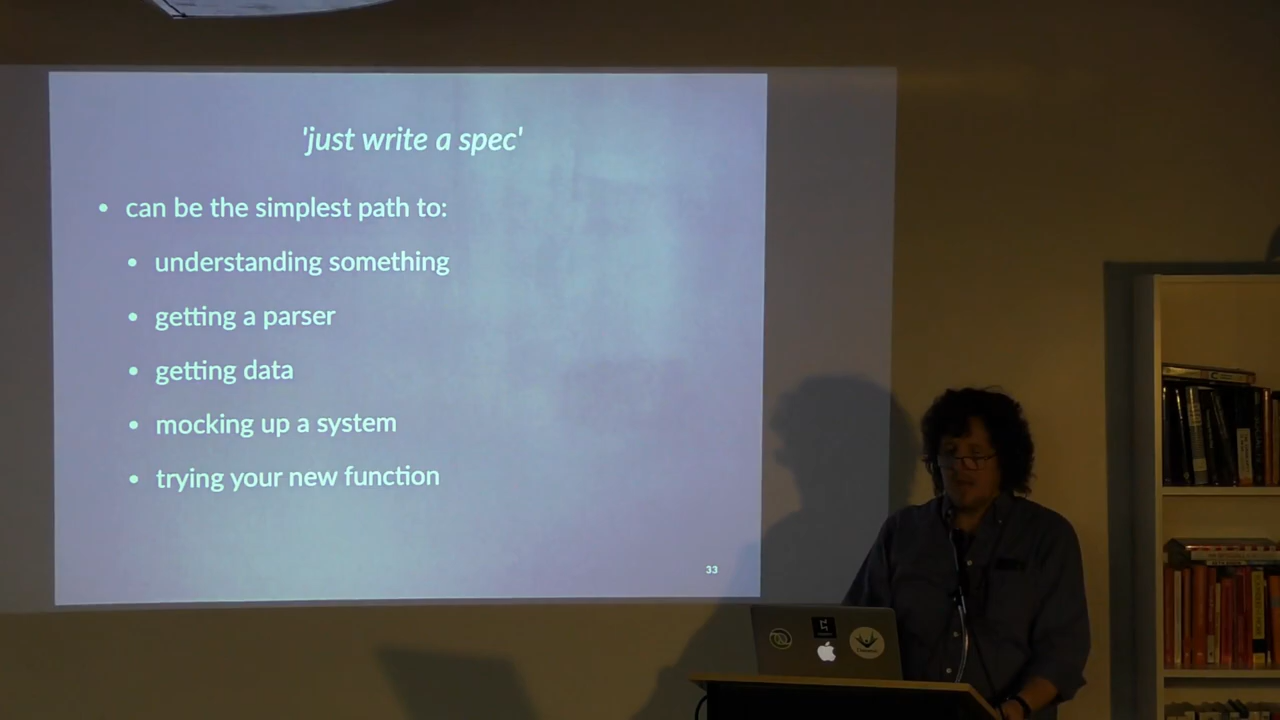 'just write a spec'
• can be the simplest path to:
• understanding something
• getting a parser
• getting data
• mocking up a system
• trying your new function
33